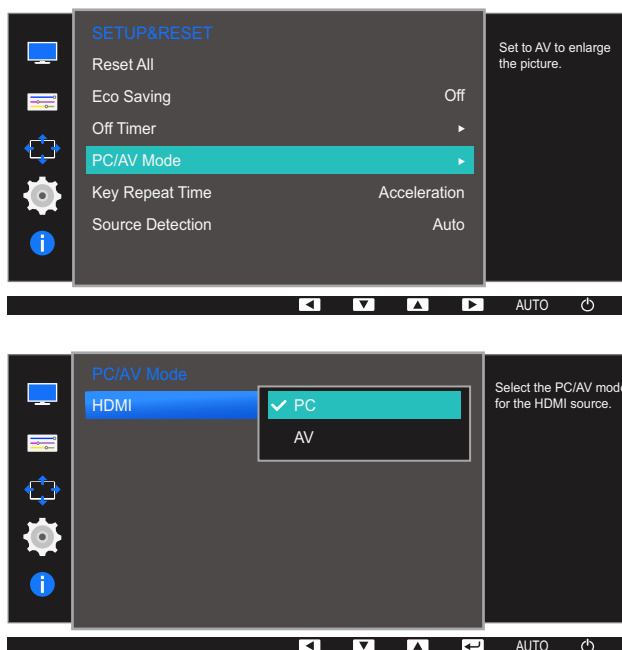 SETUP&RESET
Reset All
Eco Saving Off
Off Timer
PC/AV Mode
Key Repeat Time Acceleration
Source Detection Auto
Set to AV to enlarge
the picture.
AUTO
PC/AV Mode
HDMI
PC
AV
Select the PC/AV mode
for the HDMI source.
AUTO